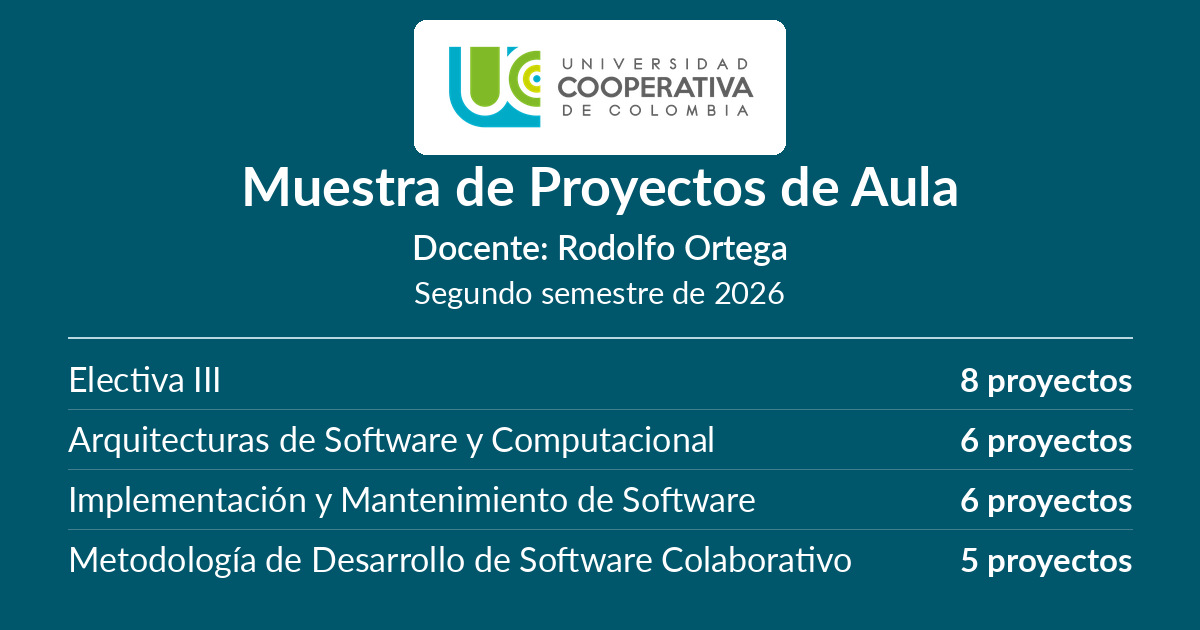 UNIVERSIDAD
COOPERATIVA
DE COLOMBIA
Muestra de Proyectos de Aula
Docente: Rodolfo Ortega
Segundo semestre de 2026
Electiva III 8 proyectos
Arquitecturas de Software y Computacional 6 proyectos
Implementación y Mantenimiento de Software 6 proyectos
Metodología de Desarrollo de Software Colaborativo 5 proyectos